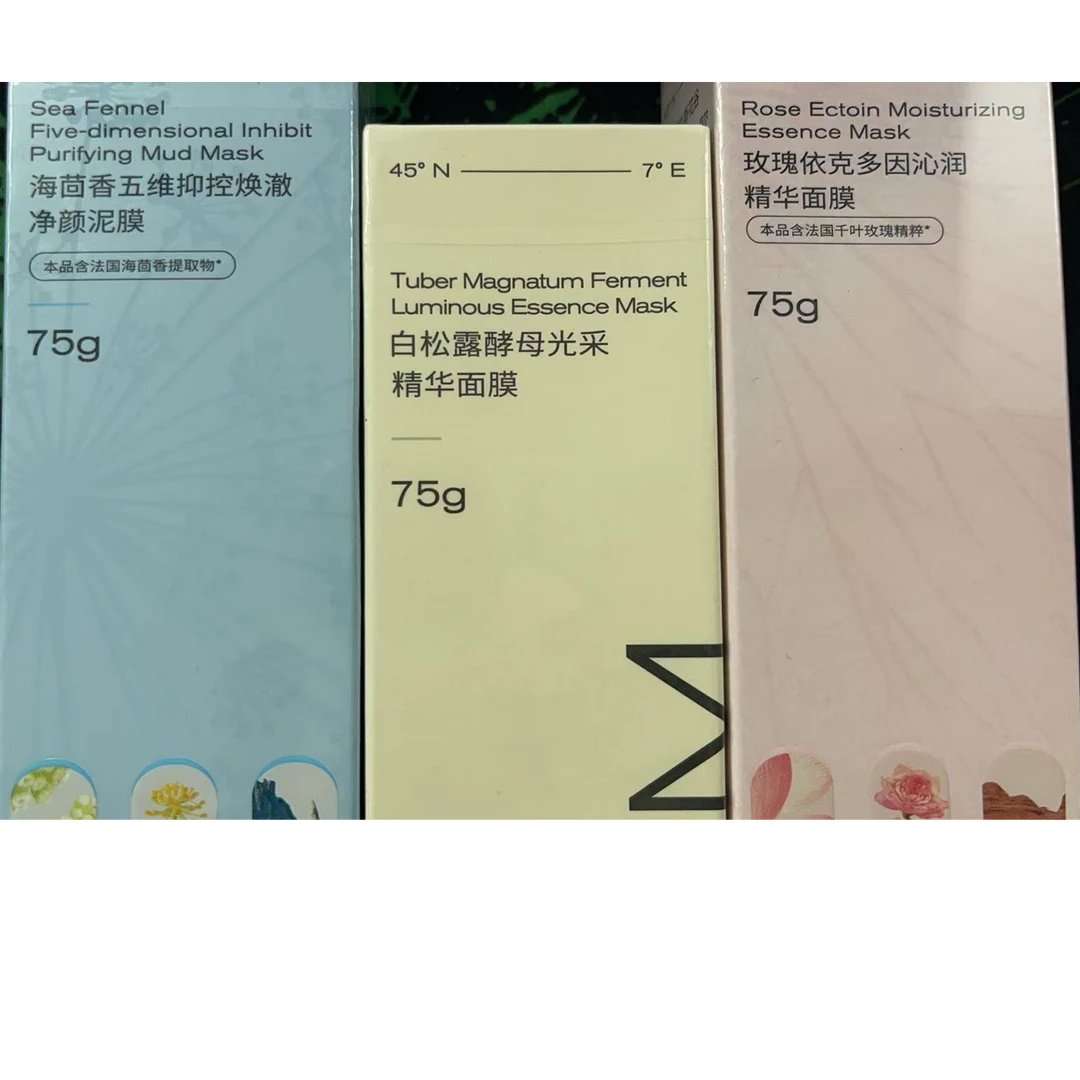 Sea Fennel
Five-dimensional Inhibit
Purifying Mud Mask
海茴香五维抑控焕澈
净颜泥膜
本品含法国海茴香提取物*
75g
45° N
7° E
Tuber Magnatum Ferment
Luminous Essence Mask
白松露酵母光采
精华面膜
75g
M
Rose Ectoin Moisturizing
Essence Mask
玫瑰依克多因沁润
精华面膜
本品含法国千叶玫瑰精粹*
75g